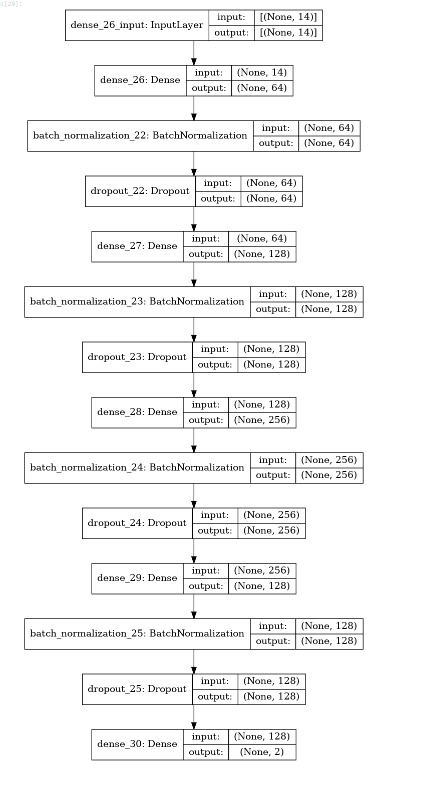 dense_26_input: InputLayer
input: [(None, 14)]
output: [(None, 14)]
dense_26: Dense
input: (None, 14)
output: (None, 64)
batch_normalization_22: BatchNormalization
input: (None, 64)
output: (None, 64)
dropout_22: Dropout
input: (None, 64)
output: (None, 64)
dense_27: Dense
input: (None, 64)
output: (None, 128)
batch_normalization_23: BatchNormalization
input: (None, 128)
output: (None, 128)
dropout_23: Dropout
input: (None, 128)
output: (None, 128)
dense_28: Dense
input: (None, 128)
output: (None, 256)
batch_normalization_24: BatchNormalization
input: (None, 256)
output: (None, 256)
dropout_24: Dropout
input: (None, 256)
output: (None, 256)
dense_29: Dense
input: (None, 256)
output: (None, 128)
batch_normalization_25: BatchNormalization
input: (None, 128)
output: (None, 128)
dropout_25: Dropout
input: (None, 128)
output: (None, 128)
dense_30: Dense
input: (None, 128)
output: (None, 2)